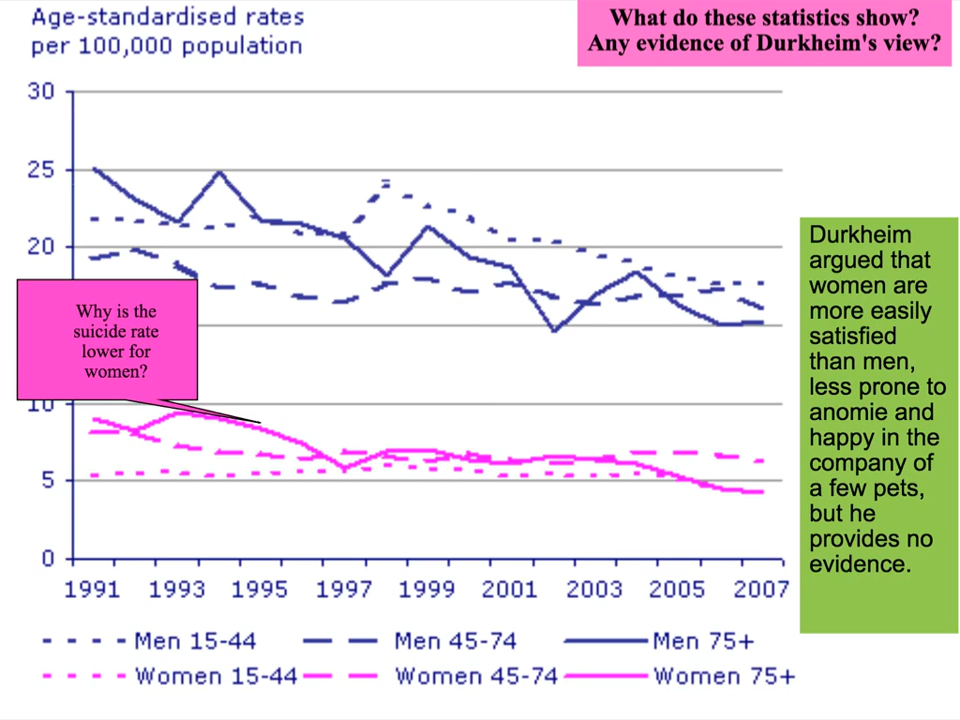 Age-standardised rates
per 100,000 population
What do these statistics show?
Any evidence of Durkheim's view?
30
25
20
10
5
0
Why is the
suicide rate
lower for
women?
Durkheim
argued that
women are
more easily
satisfied
than men,
less prone to
anomie and
happy in the
company of
a few pets,
but he
provides no
evidence.
1991 1993 1995 1997 1999 2001 2003 2005 2007
Men 15-44 Men 45-74 Men 75+
Women 15-44 Women 45-74 Women 75+